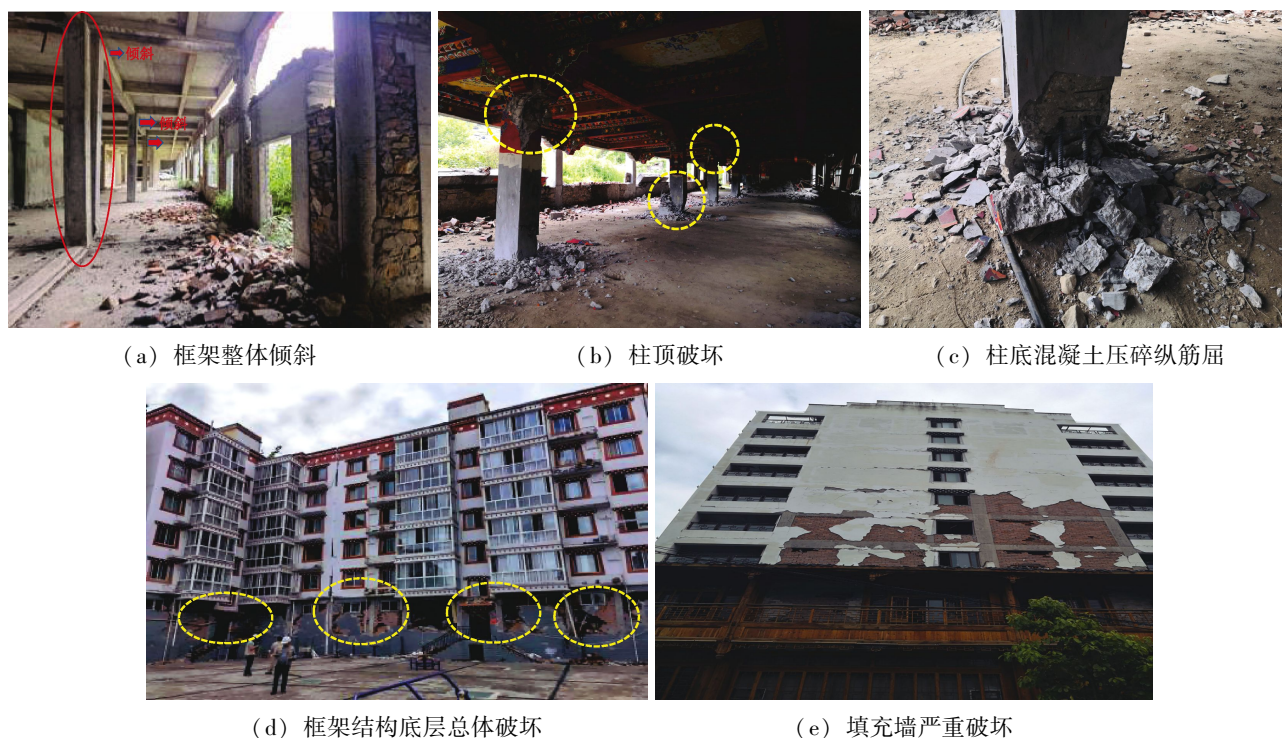 倾斜
倾斜
(a) 框架整体倾斜
(b) 柱顶破坏
(c) 柱底混凝土压碎纵筋屈
(d) 框架结构底层总体破坏
(e) 填充墙严重破坏